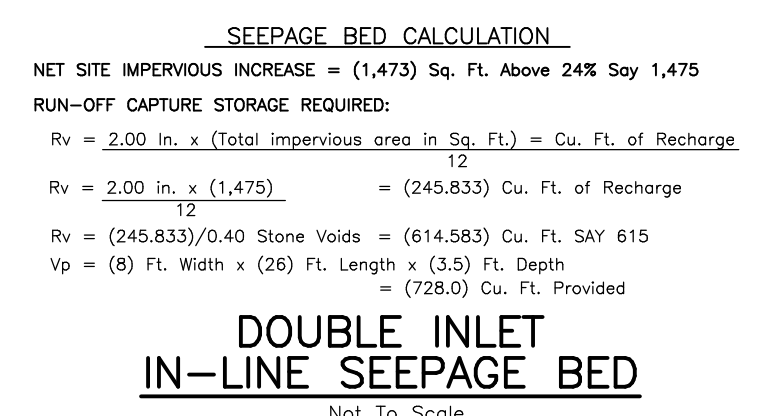 SEEPAGE BED CALCULATION
NET SITE IMPERVIOUS INCREASE = (1,473) Sq. Ft. Above 24% Say 1,475
RUN-OFF CAPTURE STORAGE REQUIRED:
Rv = 2.00 In. x (Total impervious area in Sq. Ft.) = Cu. Ft. of Recharge
12
Rv = 2.00 in. x (1,475) = (245.833) Cu. Ft. of Recharge
12
Rv = (245.833)/0.40 Stone Voids = (614.583) Cu. Ft. SAY 615
Vp = (8) Ft. Width x (26) Ft. Length x (3.5) Ft. Depth
= (728.0) Cu. Ft. Provided
DOUBLE INLET
IN-LINE SEEPAGE BED
Not To Scale